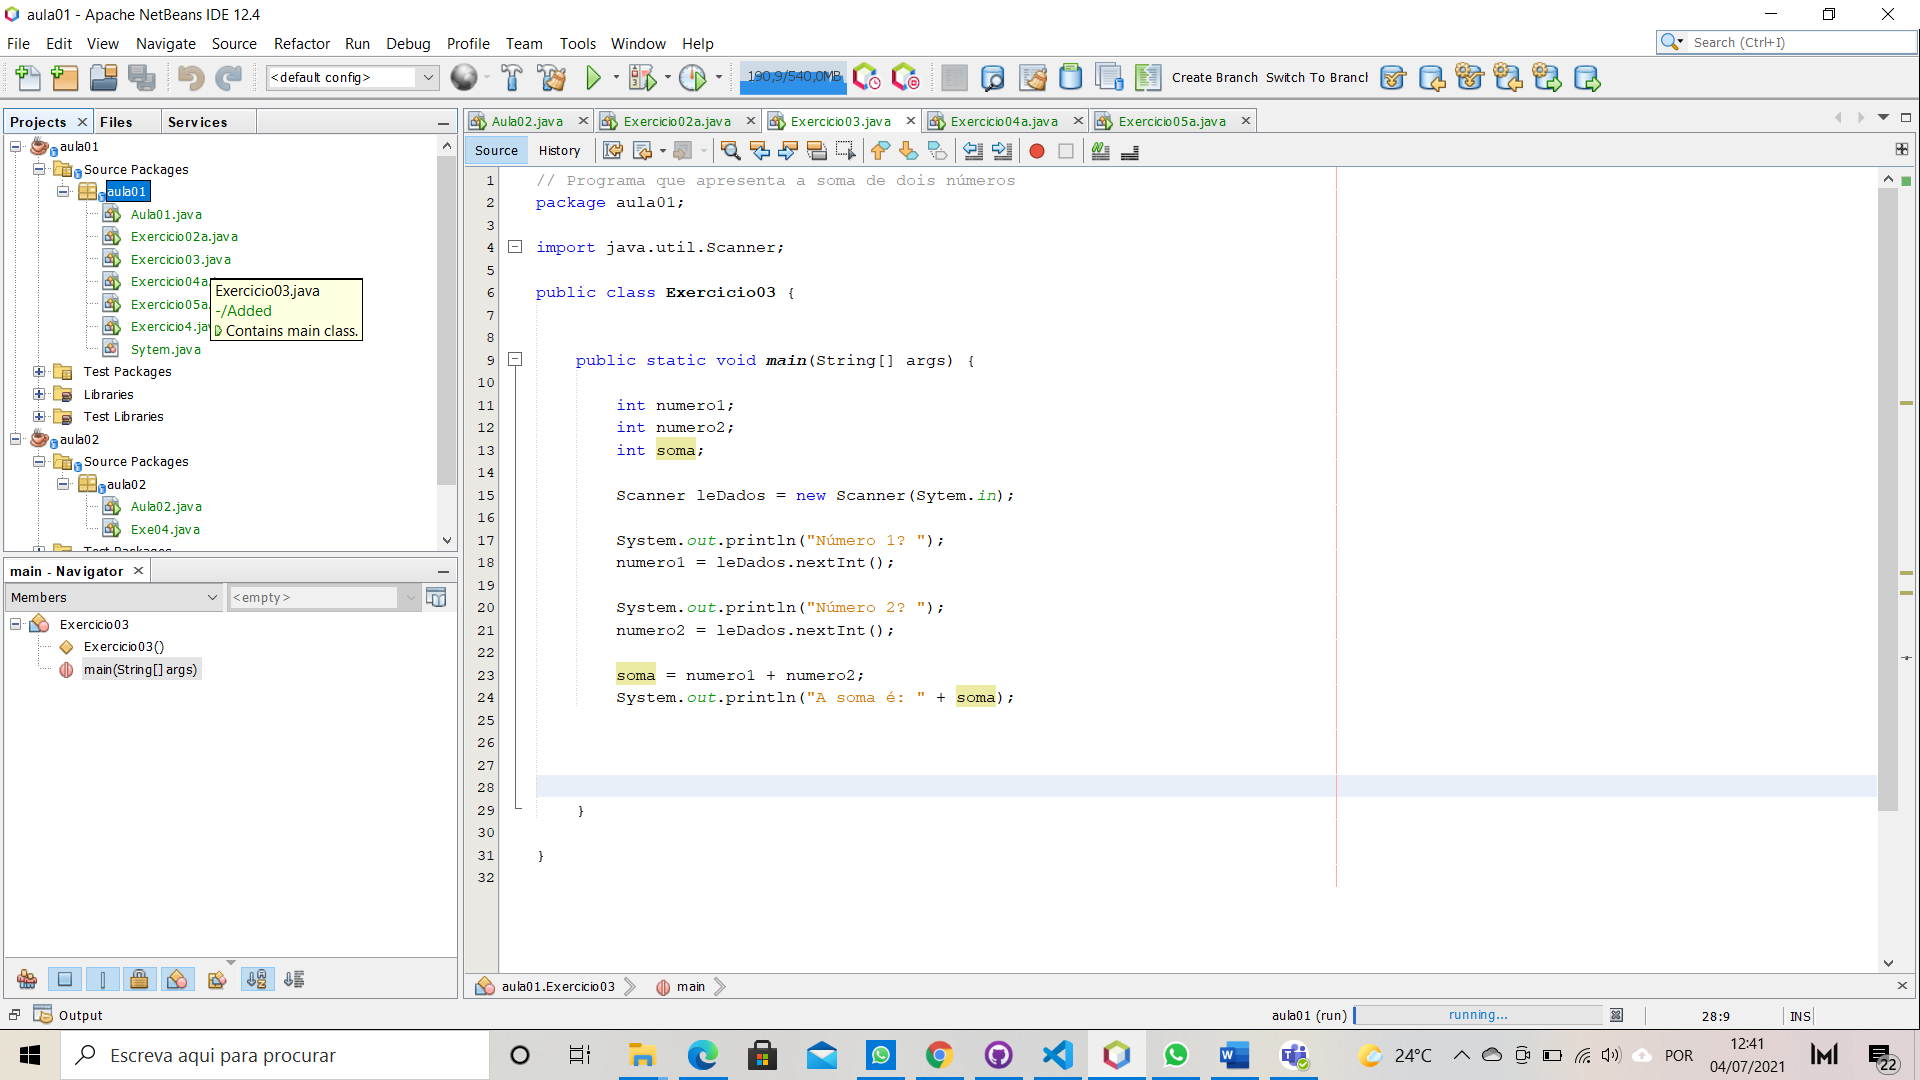 aula01 - Apache NetBeans IDE 12.4
File Edit View Navigate Source Refactor Run Debug Profile Team Tools Window Help
Search (Ctrl+I)
<default config>
190,9/540,0MB
Create Branch Switch To Branch
Projects Files Services
Aula02.java Exercicio02a.java Exercicio03.java Exercicio04a.java Exercicio05a.java
Source History
aula01
Source Packages
aula01
Aula01.java
Exercicio02a.java
Exercicio03.java
Exercicio04a.
Exercicio05a.
Exercicio4.jav
Sytem.java
Exercicio03.java
-/Added
Contains main class.
Test Packages
Libraries
Test Libraries
aula02
Source Packages
aula02
Aula02.java
Exe04.java
Test Packages
main - Navigator
Members
<empty>
Exercicio03
Exercicio03()
main(String[] args)
1 // Programa que apresenta a soma de dois números
2 package aula01;
3
4 import java.util.Scanner;
5
6 public class Exercicio03 {
7
8
9 public static void main(String[] args) {
10
11 int numero1;
12 int numero2;
13 int soma;
14
15 Scanner leDados = new Scanner(Sytem.in);
16
17 System.out.println("Número 1? ");
18 numero1 = leDados.nextInt();
19
20 System.out.println("Número 2? ");
21 numero2 = leDados.nextInt();
22
23 soma = numero1 + numero2;
24 System.out.println("A soma é: " + soma);
25
26
27
28
29 }
30
31 }
32
aula01.Exercicio03 main
Output
aula01 (run) running... 28:9 INS
Escreva aqui para procurar
24°C
POR
12:41
04/07/2021
22